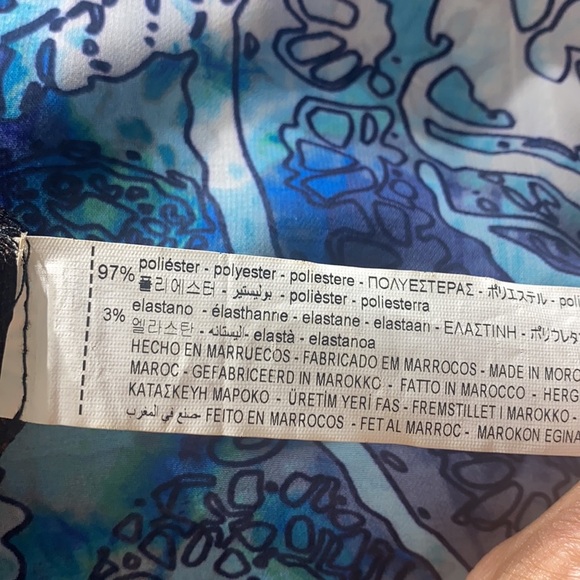 97% poliéster - polyester - poliestere - ΠΟΛΥΕΣΤΕΡΑΣ - ポリエステル - poli
폴리에스터 - بوليستير - polièster - poliesterra
3% elastano - élasthanne - elastane - elastaan - ΕΛΑΣΤΙΝΗ - ポリウレタ
엘라스탄 - اليستانه - elastà - elastanoa
HECHO EN MARRUECOS - FABRICADO EM MARROCOS - MADE IN MOROC
MAROC - GEFABRICEERD IN MAROKKO - FATTO IN MAROCCO - HERG
ΚΑΤΑΣΚΕΥΗ ΜΑΡΟΚΟ - ÜRETİM YERİ FAS - FREMSTILLET I MAROKKO -
صنع في المغرب FEITO EN MARROCOS - FET AL MARROC - MAROKON EGINA